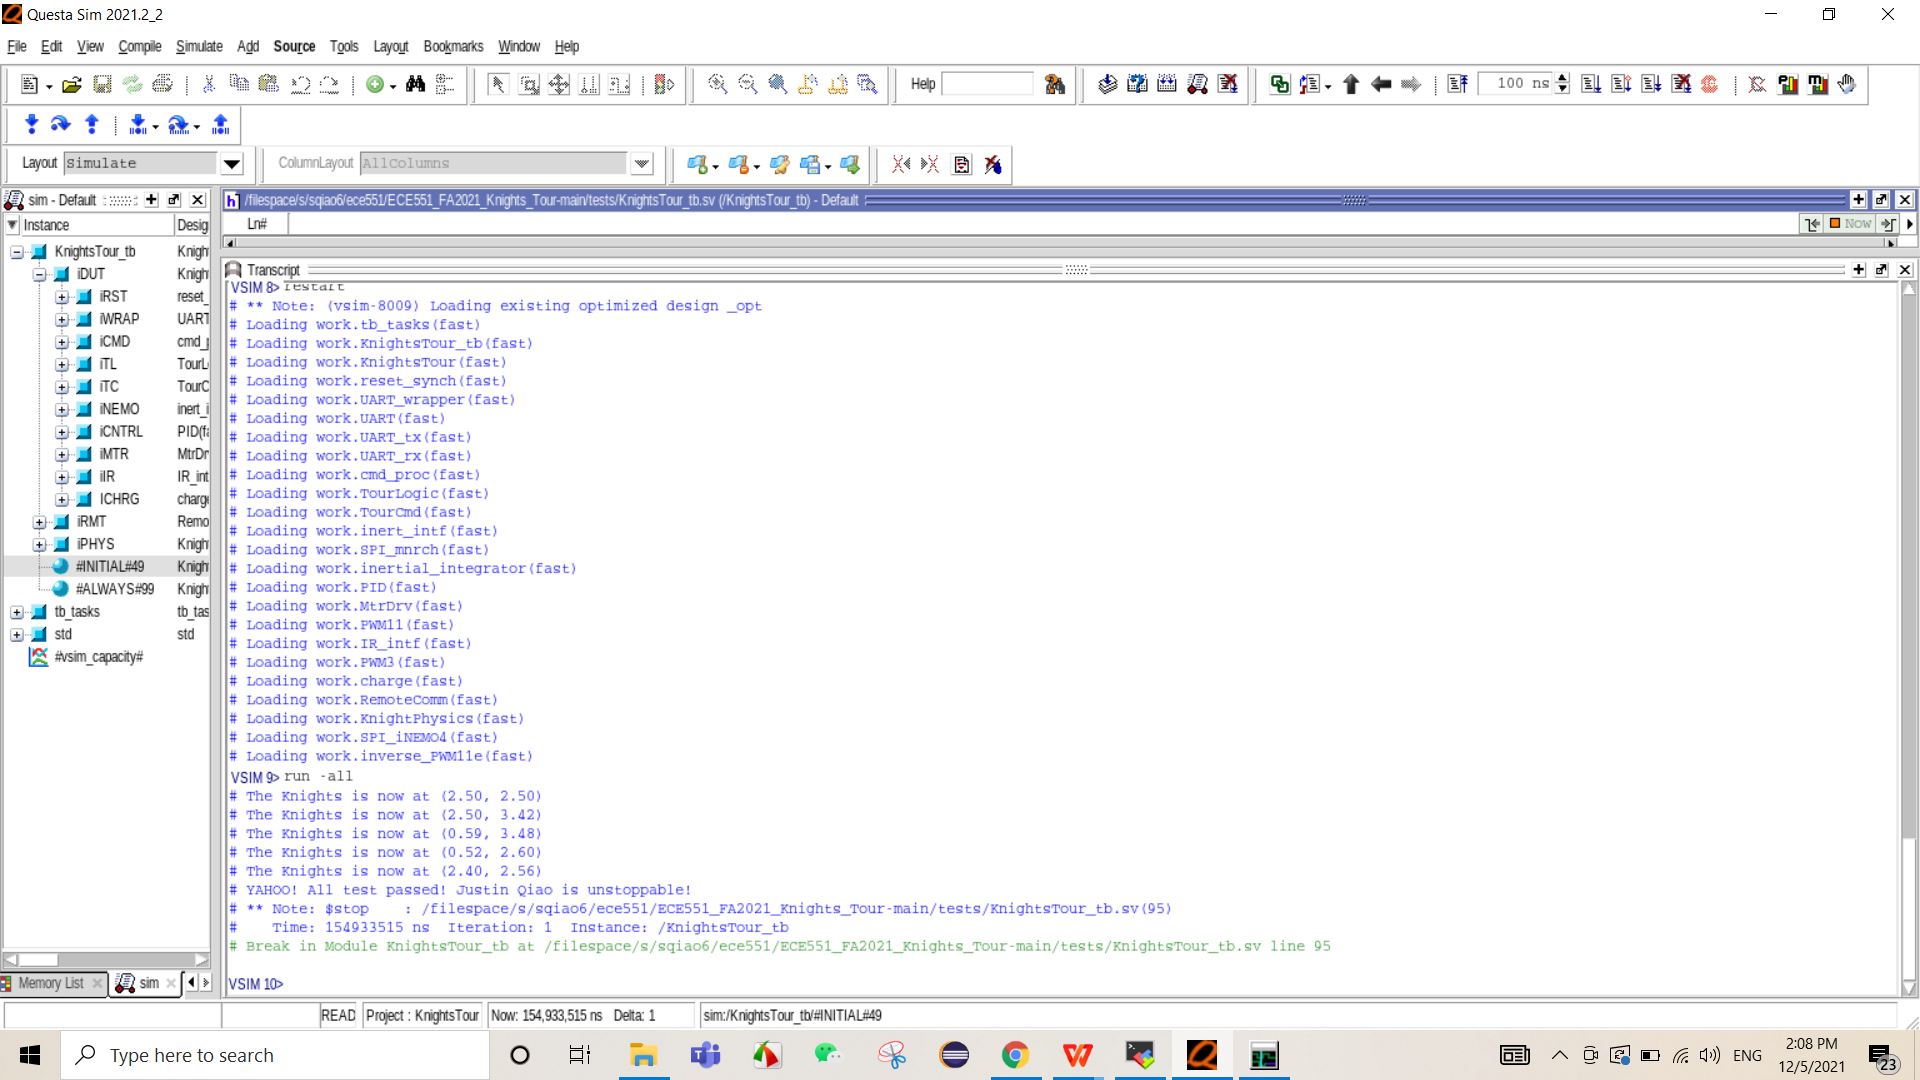 Questa Sim 2021.2_2
File Edit View Compile Simulate Add Source Tools Layout Bookmarks Window Help
Help
100 ns
Layout Simulate
ColumnLayout AllColumns
sim - Default
/filespace/s/sqiao6/ece551/ECE551_FA2021_Knights_Tour-main/tests/KnightsTour_tb.sv (/KnightsTour_tb) - Default
Instance Desig
Ln#
Now
KnightsTour_tb Knigh
iDUT Knigh
iRST reset_
iWRAP UART
iCMD cmd_p
iTL TourL
iTC TourC
iNEMO inert_i
iCNTRL PID(fa
iMTR MtrDr
iIR IR_int
ICHRG charge
iRMT Remo
iPHYS Knigh
#INITIAL#49 Knigh
#ALWAYS#99 Knigh
tb_tasks tb_tas
std std
#vsim_capacity#
Memory List
sim
Transcript
VSIM 8> restart
# ** Note: (vsim-8009) Loading existing optimized design _opt
# Loading work.tb_tasks(fast)
# Loading work.KnightsTour_tb(fast)
# Loading work.KnightsTour(fast)
# Loading work.reset_synch(fast)
# Loading work.UART_wrapper(fast)
# Loading work.UART(fast)
# Loading work.UART_tx(fast)
# Loading work.UART_rx(fast)
# Loading work.cmd_proc(fast)
# Loading work.TourLogic(fast)
# Loading work.TourCmd(fast)
# Loading work.inert_intf(fast)
# Loading work.SPI_mnrch(fast)
# Loading work.inertial_integrator(fast)
# Loading work.PID(fast)
# Loading work.MtrDrv(fast)
# Loading work.PWM11(fast)
# Loading work.IR_intf(fast)
# Loading work.PWM3(fast)
# Loading work.charge(fast)
# Loading work.RemoteComm(fast)
# Loading work.KnightPhysics(fast)
# Loading work.SPI_iNEMO4(fast)
# Loading work.inverse_PWM11e(fast)
VSIM 9> run -all
# The Knights is now at (2.50, 2.50)
# The Knights is now at (2.50, 3.42)
# The Knights is now at (0.59, 3.48)
# The Knights is now at (0.52, 2.60)
# The Knights is now at (2.40, 2.56)
# YAHOO! All test passed! Justin Qiao is unstoppable!
# ** Note: $stop    : /filespace/s/sqiao6/ece551/ECE551_FA2021_Knights_Tour-main/tests/KnightsTour_tb.sv(95)
#    Time: 154933515 ns  Iteration: 1  Instance: /KnightsTour_tb
# Break in Module KnightsTour_tb at /filespace/s/sqiao6/ece551/ECE551_FA2021_Knights_Tour-main/tests/KnightsTour_tb.sv line 95
VSIM 10>
READ Project : KnightsTour Now: 154,933,515 ns Delta: 1 sim:/KnightsTour_tb/#INITIAL#49
Type here to search
ENG
2:08 PM
12/5/2021
23